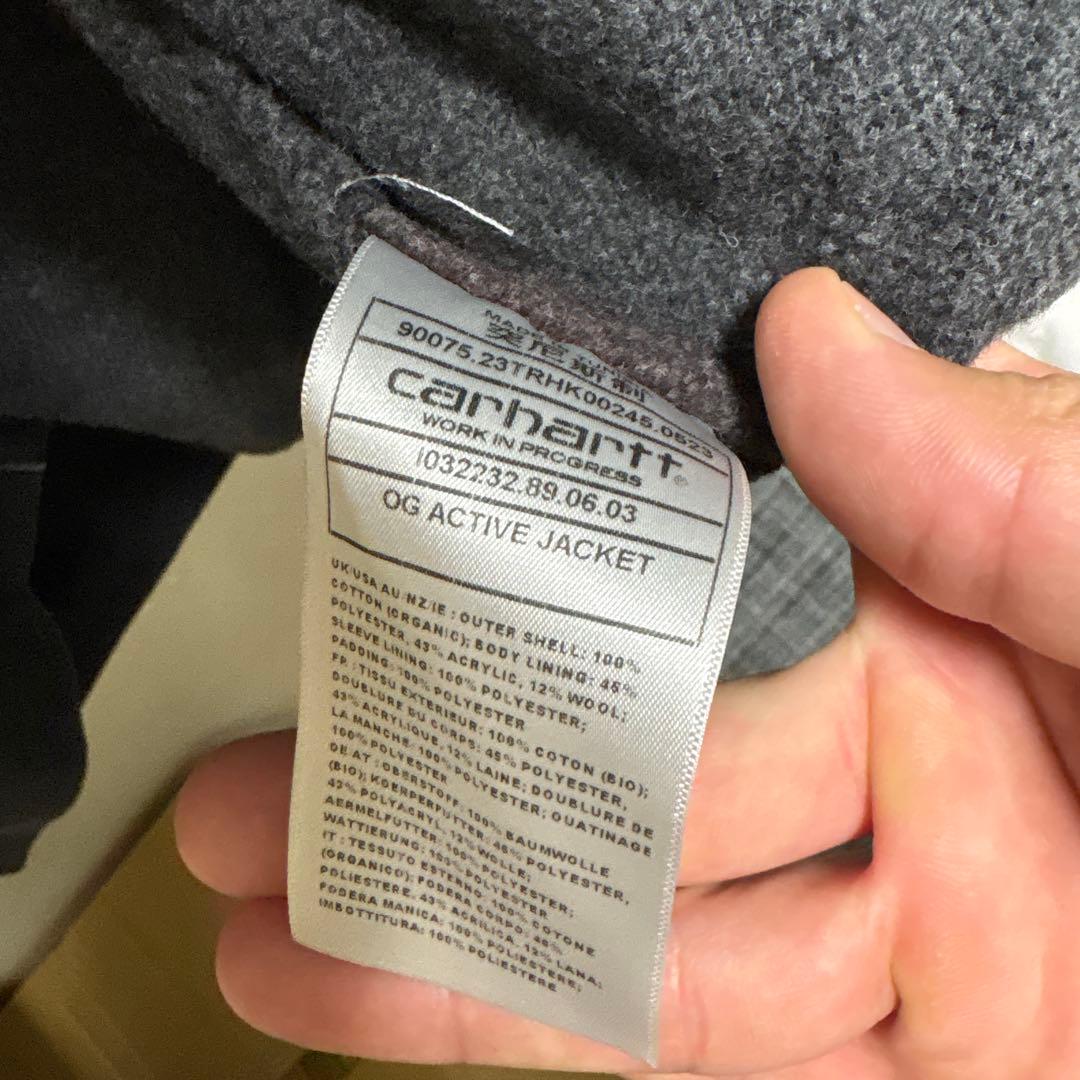 MADE
突尼斯制
90075.23TRHK00245.0523
carhartt®
WORK IN PROGRESS
I032232.89.06.03
OG ACTIVE JACKET
UK/USA/AU/NZ/IE : OUTER SHELL: 100%
COTTON (ORGANIC); BODY LINING: 45%
POLYESTER, 43% ACRYLIC, 12% WOOL;
SLEEVE LINING: 100% POLYESTER;
PADDING: 100% POLYESTER
FR : TISSU EXTERIEUR: 100% COTON (BIO);
DOUBLURE DU CORPS: 45% POLYESTER,
43% ACRYLIQUE, 12% LAINE; DOUBLURE DE
LA MANCHE: 100% POLYESTER; OUATINAGE
100% POLYESTER
DE AT : OBERSTOFF: 100% BAUMWOLLE
(BIO); KOERPERFUTTER: 45% POLYESTER,
43% POLYACRYL, 12% WOLLE;
AERMELFUTTER: 100% POLYESTER;
WATTIERUNG: 100% POLYESTER
IT : TESSUTO ESTERNO: 100% COTONE
(ORGANICO); FODERA CORPO: 45%
POLIESTERE, 43% ACRILICA, 12% LANA;
FODERA MANICA: 100% POLIESTERE;
IMBOTTITURA: 100% POLIESTERE